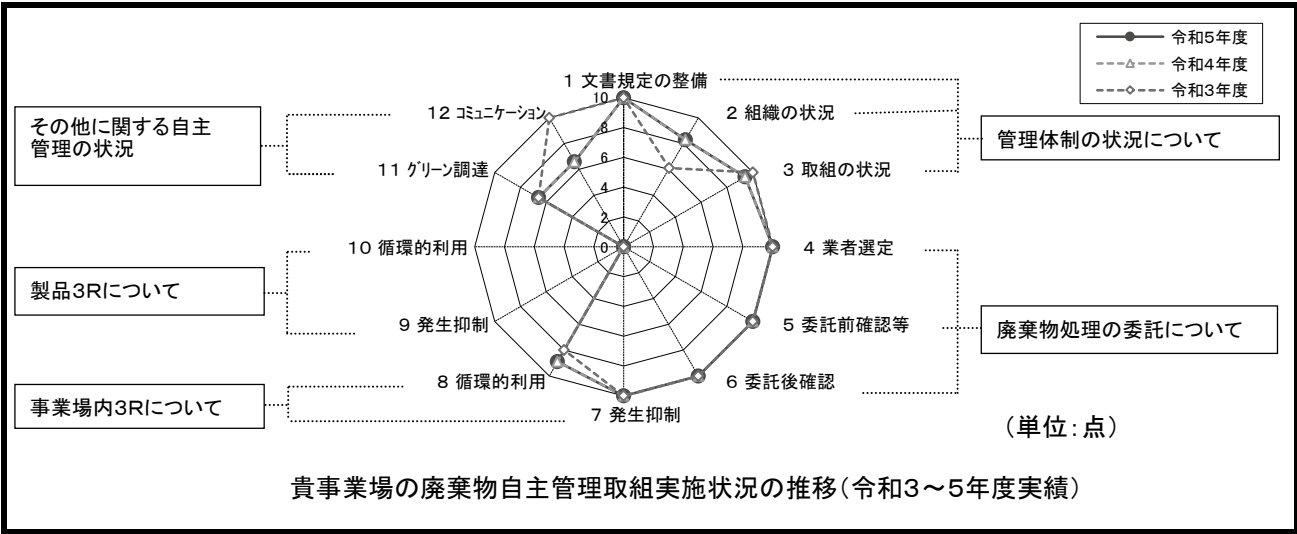 令和5年度
令和4年度
令和3年度
1 文書規定の整備
2 組織の状況
3 取組の状況
4 業者選定
5 委託前確認等
6 委託後確認
7 発生抑制
8 循環的利用
9 発生抑制
10 循環的利用
11 ｸﾞﾘｰﾝ調達
12 ｺﾐｭﾆｹｰｼｮﾝ
10
8
6
4
2
0
その他に関する自主
管理の状況
製品3Rについて
事業場内3Rについて
管理体制の状況について
廃棄物処理の委託について
（単位：点）
貴事業場の廃棄物自主管理取組実施状況の推移（令和3～5年度実績）